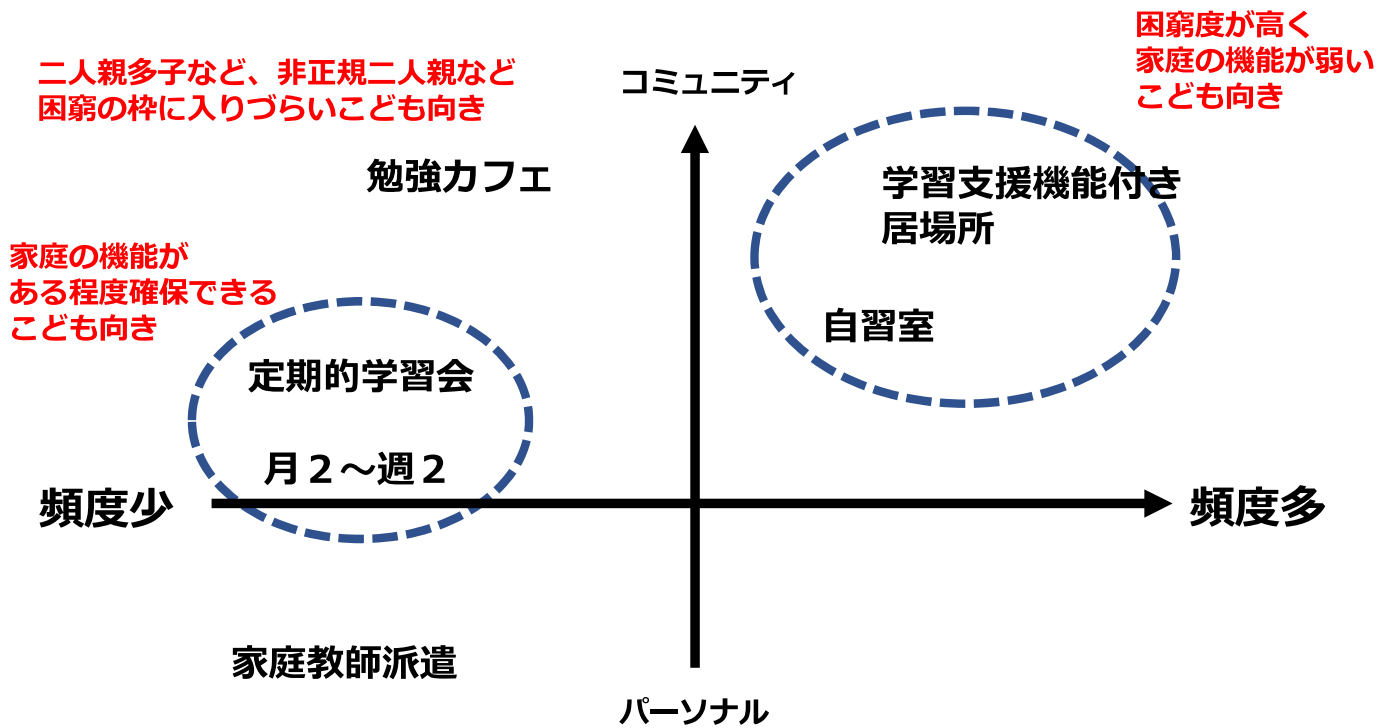 困窮度が高く
家庭の機能が弱い
こども向き
二人親多子など、非正規二人親など
困窮の枠に入りづらいこども向き
コミュニティ
勉強カフェ
学習支援機能付き
居場所
家庭の機能が
ある程度確保できる
こども向き
自習室
定期的学習会
月２～週２
頻度少
頻度多
家庭教師派遣
パーソナル